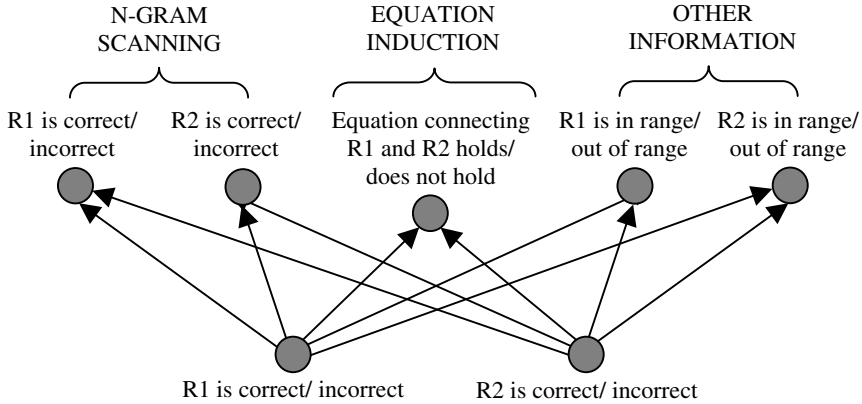 N-GRAM
SCANNING
EQUATION
INDUCTION
OTHER
INFORMATION
R1 is correct/
incorrect
R2 is correct/
incorrect
Equation connecting
R1 and R2 holds/
does not hold
R1 is in range/
out of range
R2 is in range/
out of range
R1 is correct/ incorrect
R2 is correct/ incorrect